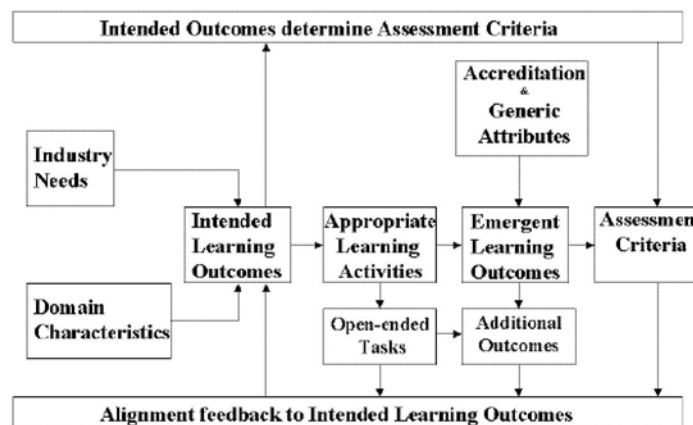 Intended Outcomes determine Assessment Criteria
Accreditation
&
Generic
Attributes
Industry
Needs
Intended
Learning
Outcomes
Appropriate
Learning
Activities
Emergent
Learning
Outcomes
Assessment
Criteria
Domain
Characteristics
Open-ended
Tasks
Additional
Outcomes
Alignment feedback to Intended Learning Outcomes